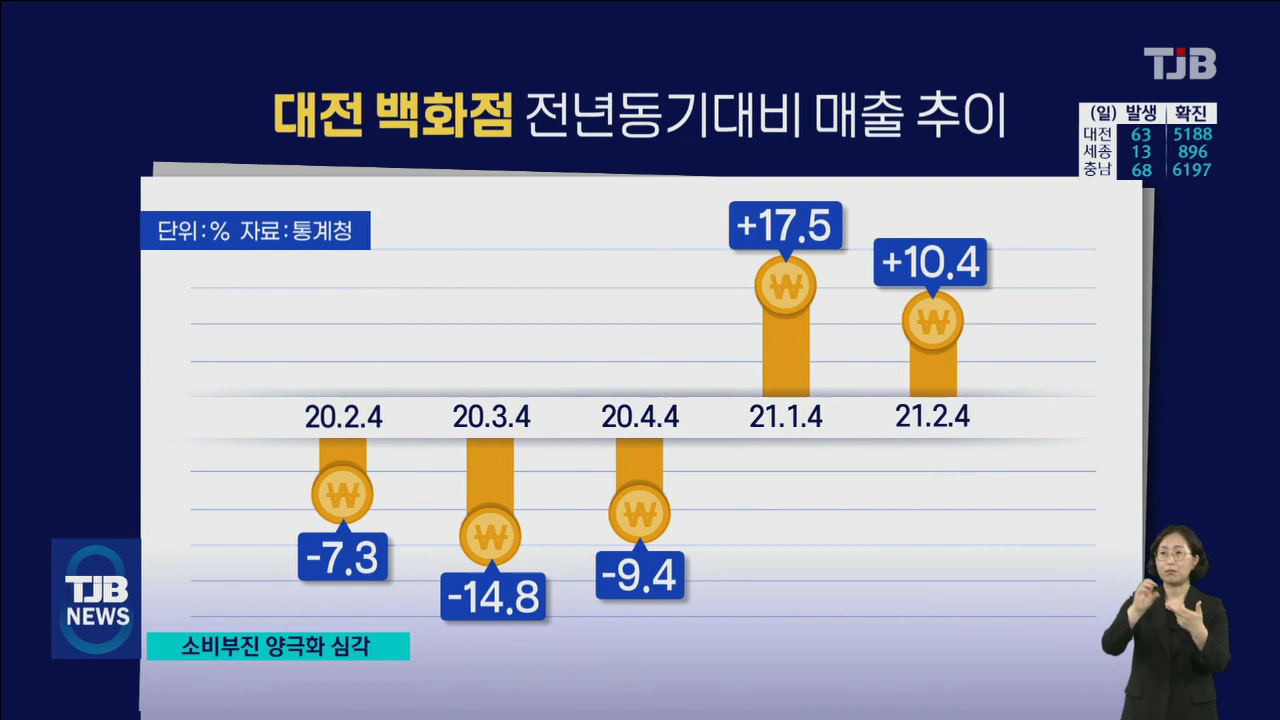 TJB
대전 백화점 전년동기대비 매출 추이
(일) 발생 확진
대전 63 5188
세종 13 896
충남 68 6197
단위:% 자료:통계청
+17.5
+10.4
₩ ₩
20.2.4 20.3.4 20.4.4 21.1.4 21.2.4
₩ ₩ ₩
-7.3
-14.8
-9.4
TJB
NEWS
소비부진 양극화 심각